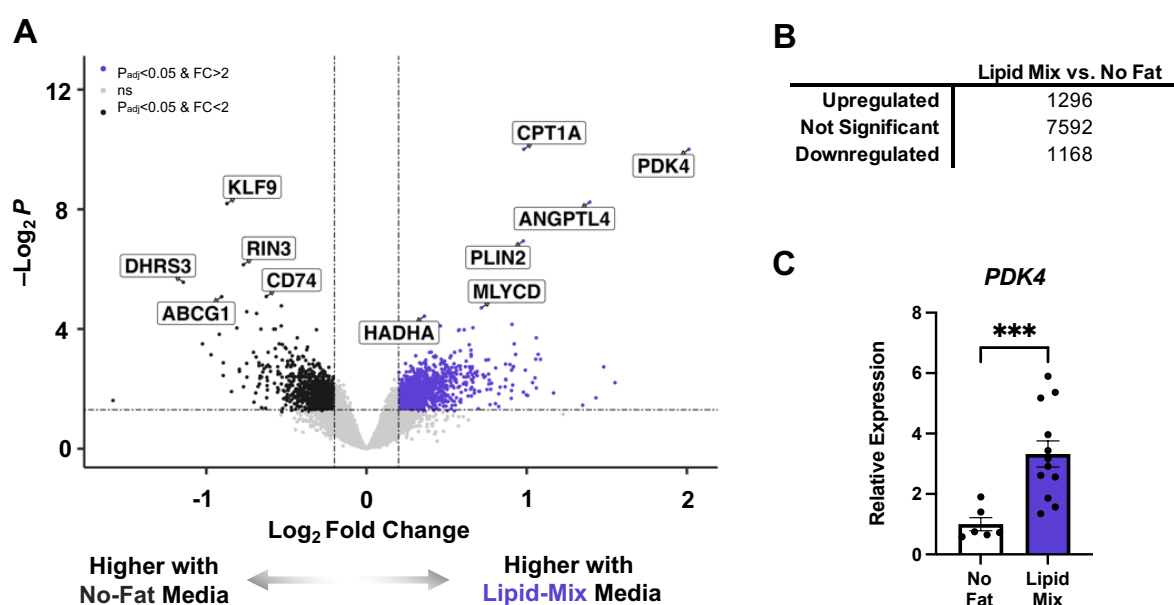 A
P adj<0.05 & FC>2
ns
P adj<0.05 & FC<2
12
8
4
0
–Log2 P
CPT1A
PDK4
KLF9
ANGPTL4
RIN3
PLIN2
DHRS3
CD74
MLYCD
ABCG1
HADHA
-1
0
1
2
Log2 Fold Change
Higher with
No-Fat Media
Higher with
Lipid-Mix Media
B
Lipid Mix vs. No Fat
Upregulated 1296
Not Significant 7592
Downregulated 1168
C
PDK4
***
Relative Expression
8
6
4
2
0
No
Fat
Lipid
Mix